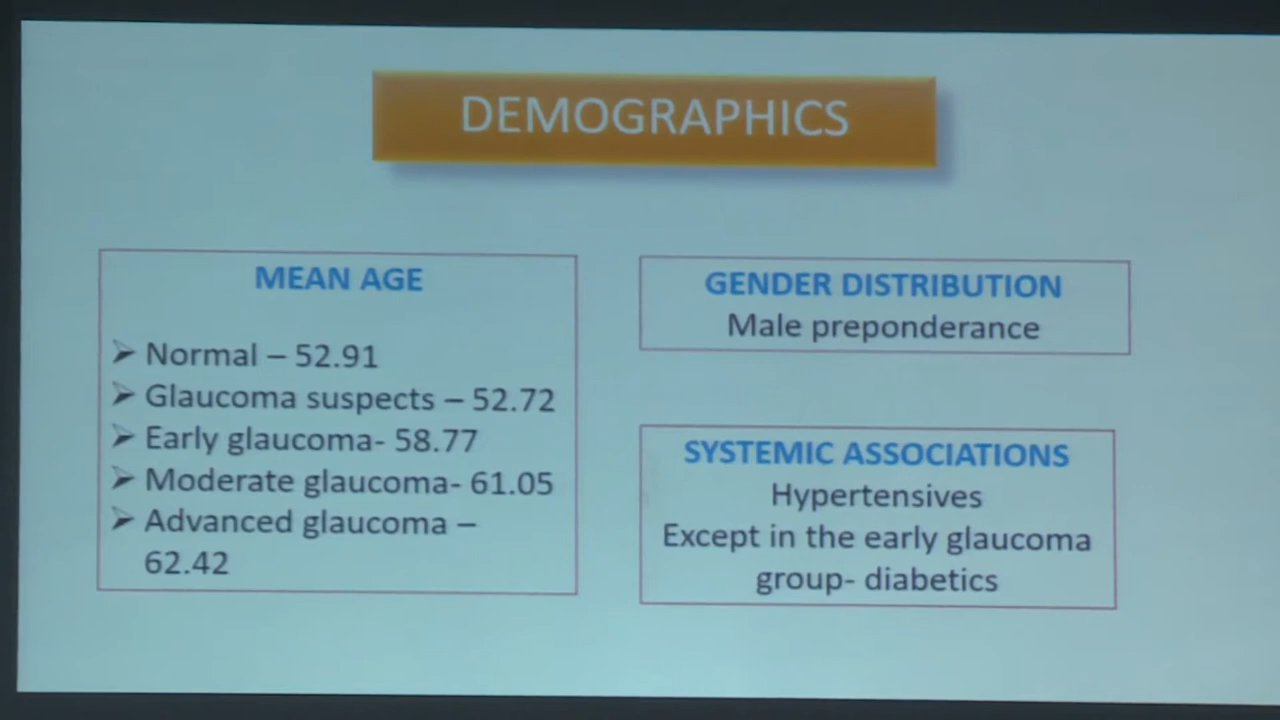 DEMOGRAPHICS
MEAN AGE
➢ Normal – 52.91
➢ Glaucoma suspects – 52.72
➢ Early glaucoma- 58.77
➢ Moderate glaucoma- 61.05
➢ Advanced glaucoma –
62.42
GENDER DISTRIBUTION
Male preponderance
SYSTEMIC ASSOCIATIONS
Hypertensives
Except in the early glaucoma
group- diabetics